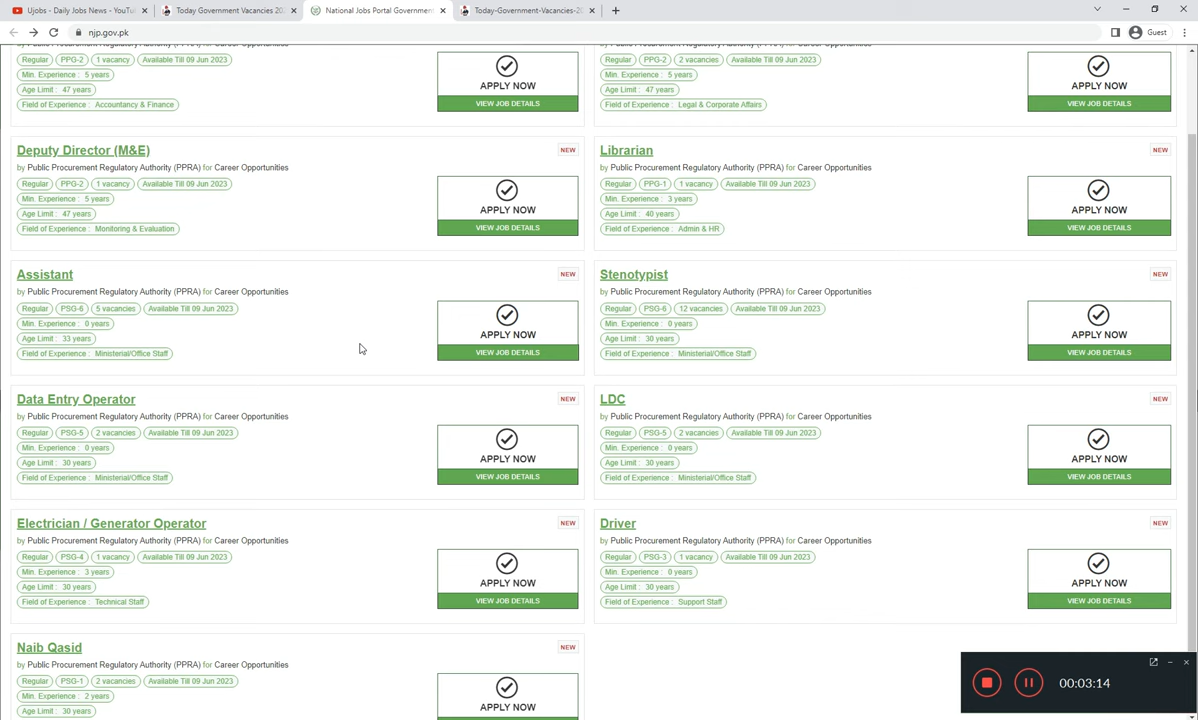 Ujobs - Daily Jobs News - YouTu
Today Government Vacancies 202
National Jobs Portal Government
Today-Government-Vacancies-20
njp.gov.pk
Guest
Regular PPG-2 1 vacancy Available Till 09 Jun 2023
Min. Experience : 5 years
Age Limit : 47 years
Field of Experience : Accountancy & Finance
APPLY NOW
VIEW JOB DETAILS
by Public Procurement Regulatory Authority (PPRA) for Career Opportunities
Regular PPG-2 2 vacancies Available Till 09 Jun 2023
Min. Experience : 5 years
Age Limit : 47 years
Field of Experience : Legal & Corporate Affairs
APPLY NOW
VIEW JOB DETAILS
Deputy Director (M&E)
NEW
by Public Procurement Regulatory Authority (PPRA) for Career Opportunities
Regular PPG-2 1 vacancy Available Till 09 Jun 2023
Min. Experience : 5 years
Age Limit : 47 years
Field of Experience : Monitoring & Evaluation
APPLY NOW
VIEW JOB DETAILS
Librarian
NEW
by Public Procurement Regulatory Authority (PPRA) for Career Opportunities
Regular PPG-1 1 vacancy Available Till 09 Jun 2023
Min. Experience : 3 years
Age Limit : 40 years
Field of Experience : Admin & HR
APPLY NOW
VIEW JOB DETAILS
Assistant
NEW
by Public Procurement Regulatory Authority (PPRA) for Career Opportunities
Regular PSG-6 5 vacancies Available Till 09 Jun 2023
Min. Experience : 0 years
Age Limit : 33 years
Field of Experience : Ministerial/Office Staff
APPLY NOW
VIEW JOB DETAILS
Stenotypist
NEW
by Public Procurement Regulatory Authority (PPRA) for Career Opportunities
Regular PSG-6 12 vacancies Available Till 09 Jun 2023
Min. Experience : 0 years
Age Limit : 30 years
Field of Experience : Ministerial/Office Staff
APPLY NOW
VIEW JOB DETAILS
Data Entry Operator
NEW
by Public Procurement Regulatory Authority (PPRA) for Career Opportunities
Regular PSG-5 2 vacancies Available Till 09 Jun 2023
Min. Experience : 0 years
Age Limit : 30 years
Field of Experience : Ministerial/Office Staff
APPLY NOW
VIEW JOB DETAILS
LDC
NEW
by Public Procurement Regulatory Authority (PPRA) for Career Opportunities
Regular PSG-5 2 vacancies Available Till 09 Jun 2023
Min. Experience : 0 years
Age Limit : 30 years
Field of Experience : Ministerial/Office Staff
APPLY NOW
VIEW JOB DETAILS
Electrician / Generator Operator
NEW
by Public Procurement Regulatory Authority (PPRA) for Career Opportunities
Regular PSG-4 1 vacancy Available Till 09 Jun 2023
Min. Experience : 3 years
Age Limit : 30 years
Field of Experience : Technical Staff
APPLY NOW
VIEW JOB DETAILS
Driver
NEW
by Public Procurement Regulatory Authority (PPRA) for Career Opportunities
Regular PSG-3 1 vacancy Available Till 09 Jun 2023
Min. Experience : 0 years
Age Limit : 30 years
Field of Experience : Support Staff
APPLY NOW
VIEW JOB DETAILS
Naib Qasid
NEW
by Public Procurement Regulatory Authority (PPRA) for Career Opportunities
Regular PSG-1 2 vacancies Available Till 09 Jun 2023
Min. Experience : 2 years
Age Limit : 30 years
APPLY NOW
00:03:14